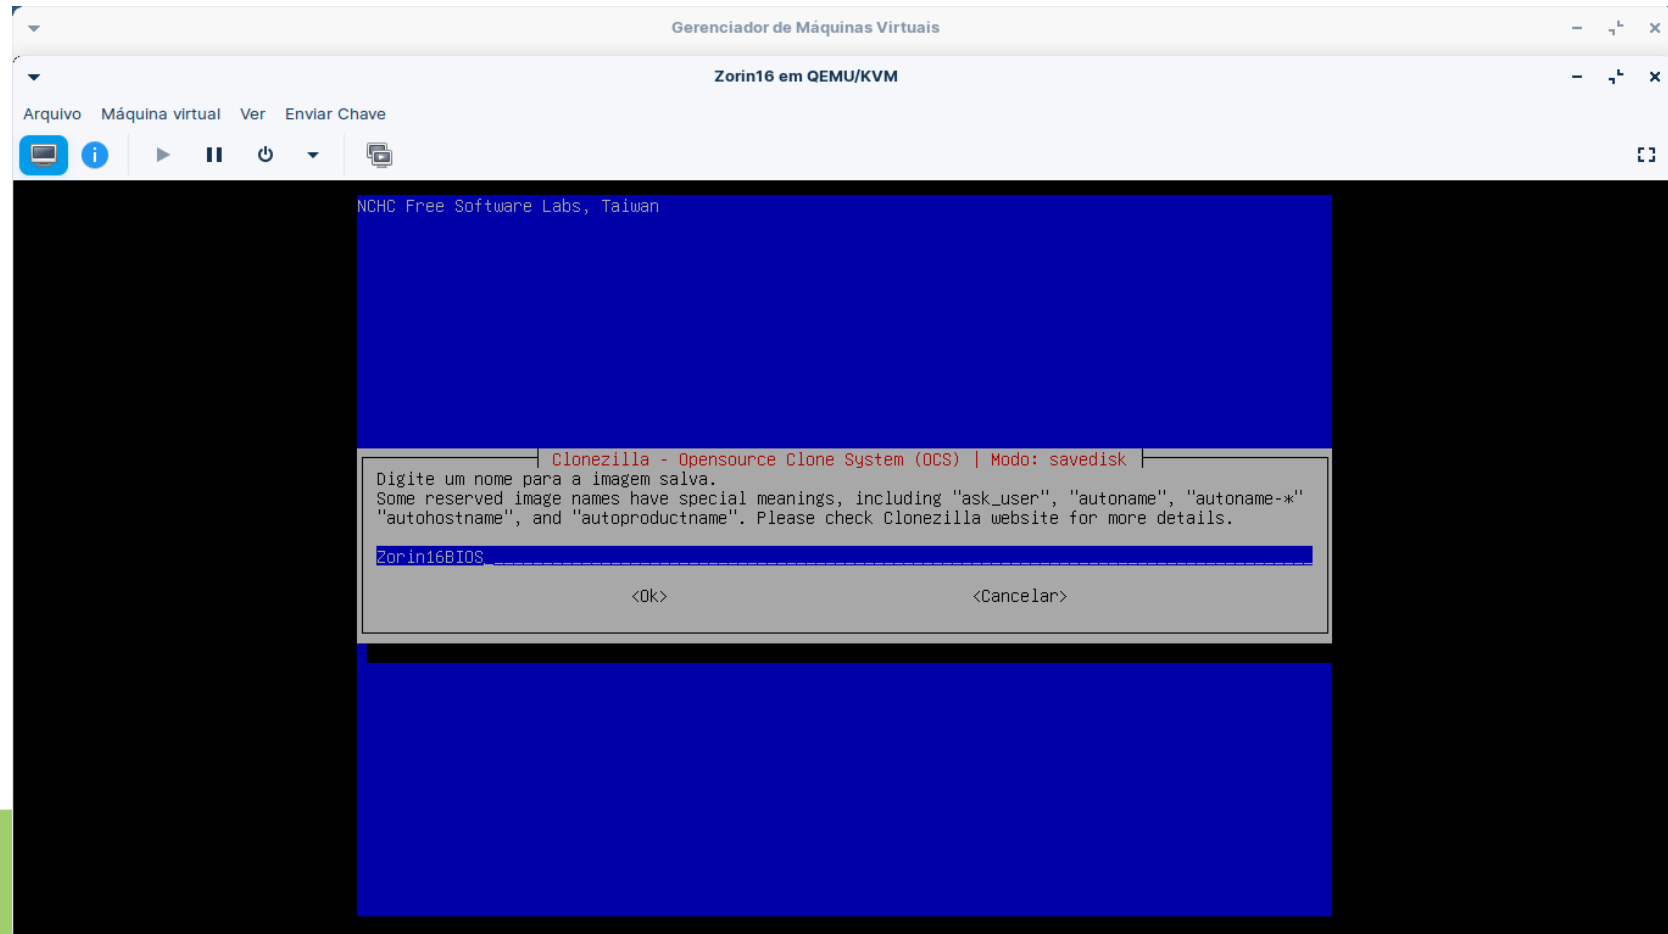 Gerenciador de Máquinas Virtuais
Zorin16 em QEMU/KVM
Arquivo Máquina virtual Ver Enviar Chave
NCHC Free Software Labs, Taiwan
Clonezilla - Opensource Clone System (OCS) | Modo: savedisk
Digite um nome para a imagem salva.
Some reserved image names have special meanings, including "ask_user", "autoname", "autoname-*"
"autohostname", and "autoproductname". Please check Clonezilla website for more details.
Zorin16BIOS
<Ok> <Cancelar>